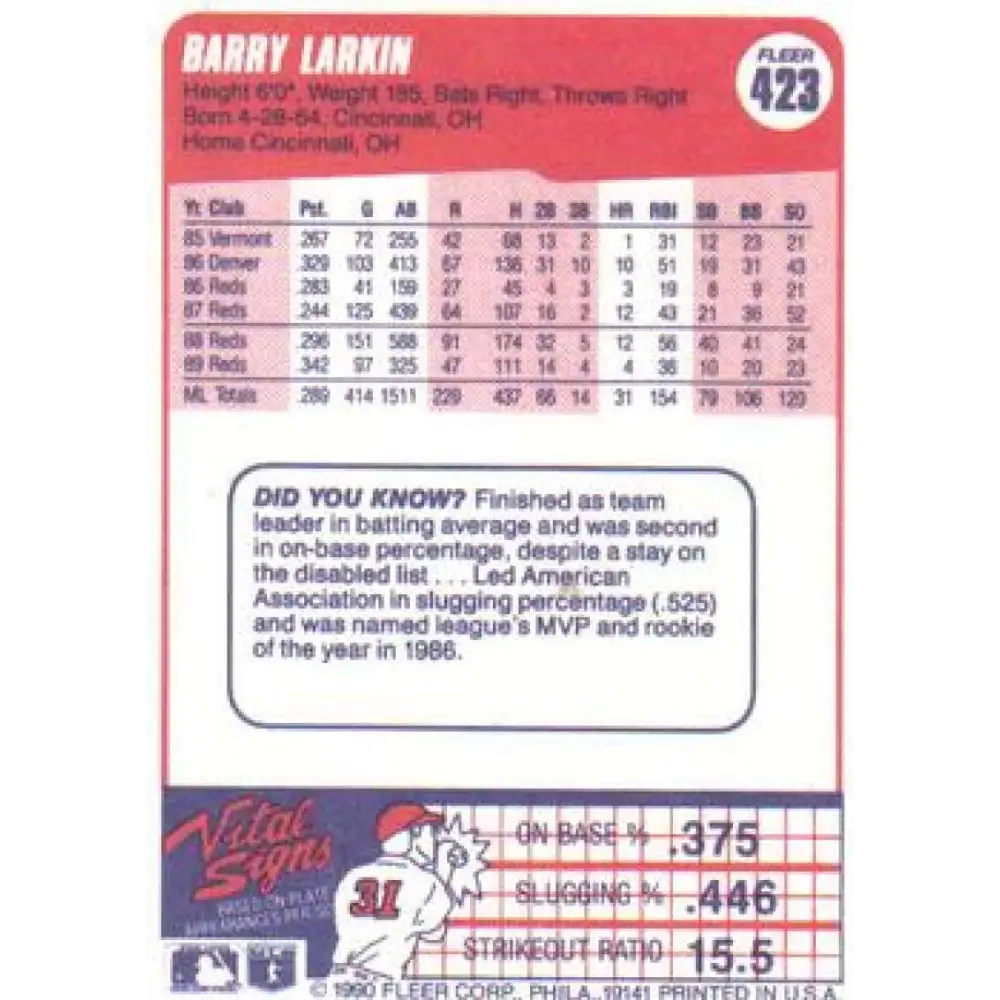 BARRY LARKIN
FLEER
423
Height 6'0", Weight 185, Bats Right, Throws Right
Born 4-28-64, Cincinnati, OH
Home Cincinnati, OH
Yr. Club Pct. G AB R H 2B 3B HR RBI SB BB SO
85 Vermont .267 72 255 42 68 13 2 1 31 12 23 21
86 Denver .329 103 413 67 136 31 10 10 51 19 31 43
86 Reds .283 41 159 27 45 4 3 3 19 8 9 21
87 Reds .244 125 439 64 107 16 2 12 43 21 36 52
88 Reds .296 151 588 91 174 32 5 12 56 40 41 24
89 Reds .342 97 325 47 111 14 4 4 36 10 20 23
ML Totals .289 414 1511 229 437 66 14 31 154 79 106 120
DID YOU KNOW? Finished as team
leader in batting average and was second
in on-base percentage, despite a stay on
the disabled list . . . Led American
Association in slugging percentage (.525)
and was named league's MVP and rookie
of the year in 1986.
Vital
Signs
BASED ON PLATE
31
ON BASE % .375
SLUGGING % .446
STRIKEOUT RATIO 15.5
© 1990 FLEER CORP., PHILA., 19141 PRINTED IN U.S.A.